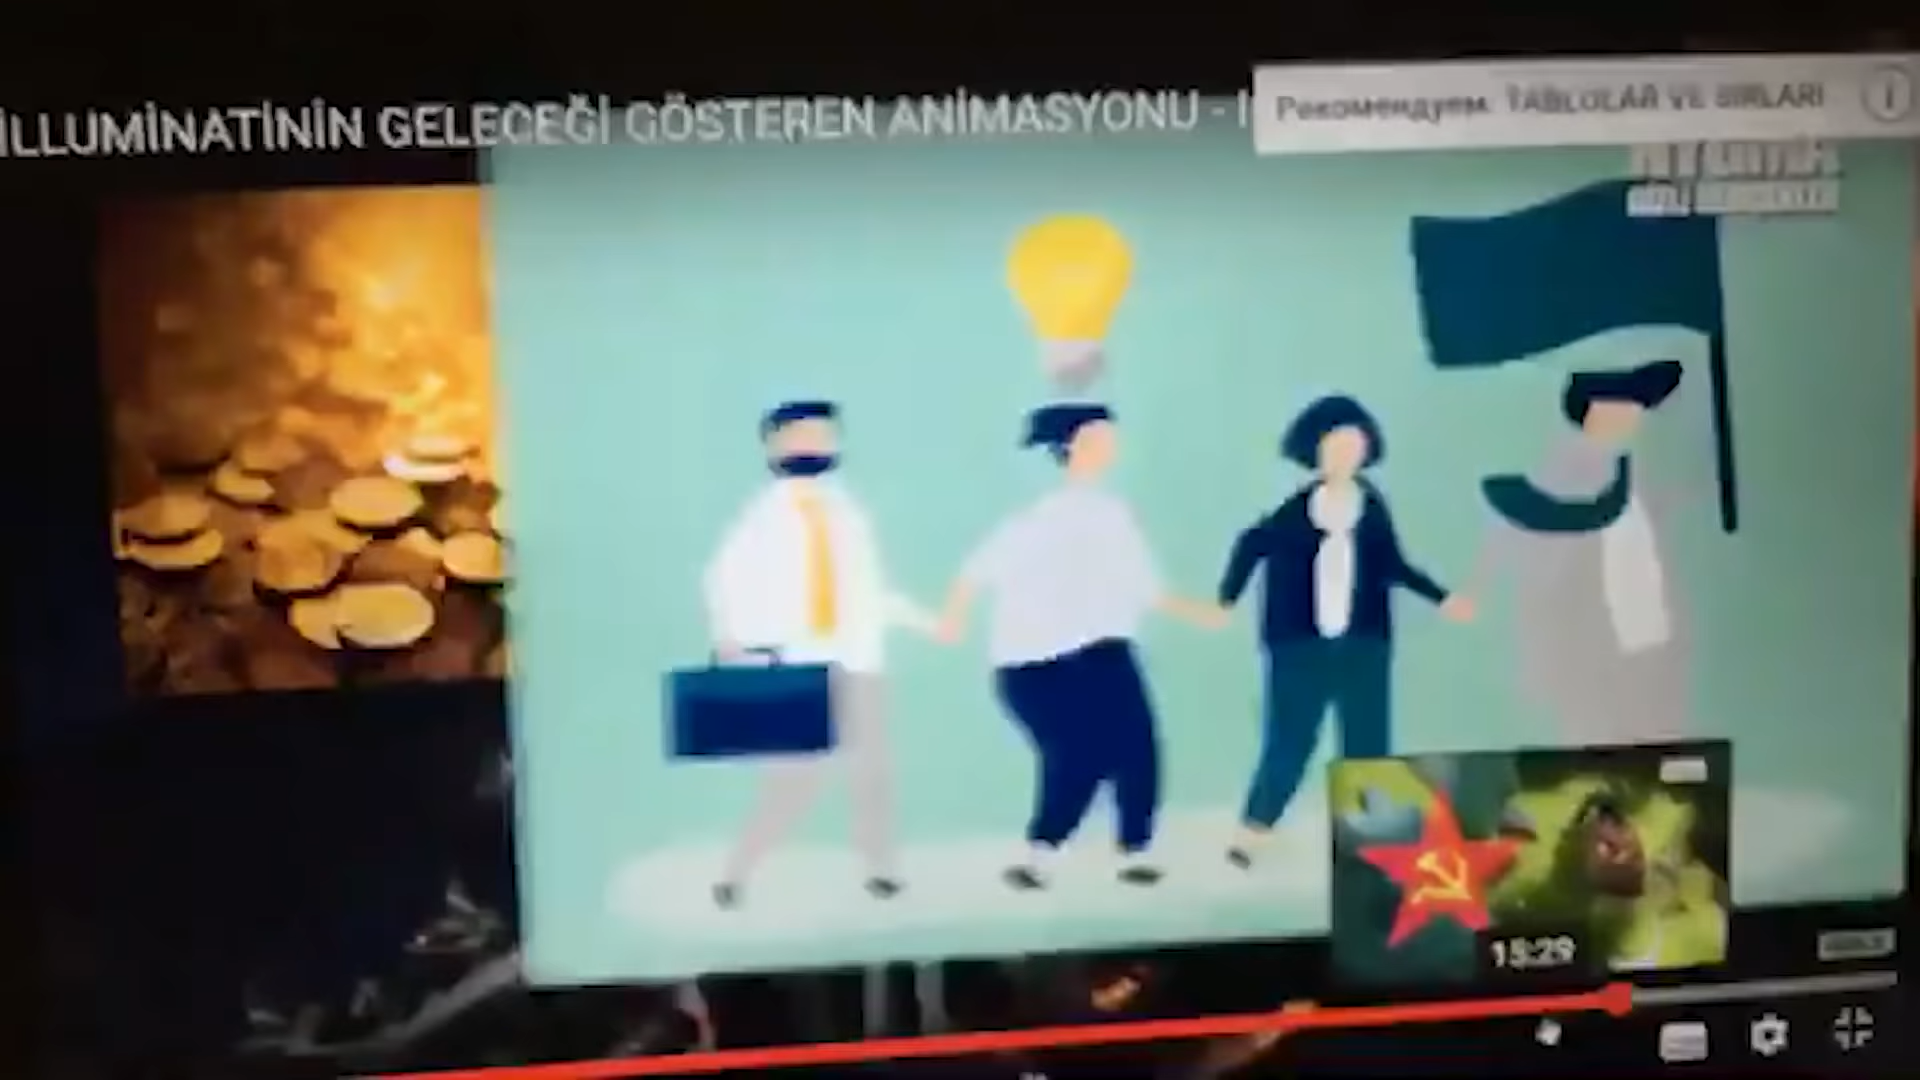 İLLUMİNATİNİN GELECEĞİ GÖSTEREN ANİMASYONU - I
Рекомендуем: TABLOLAR VE SIRLARI
15:29